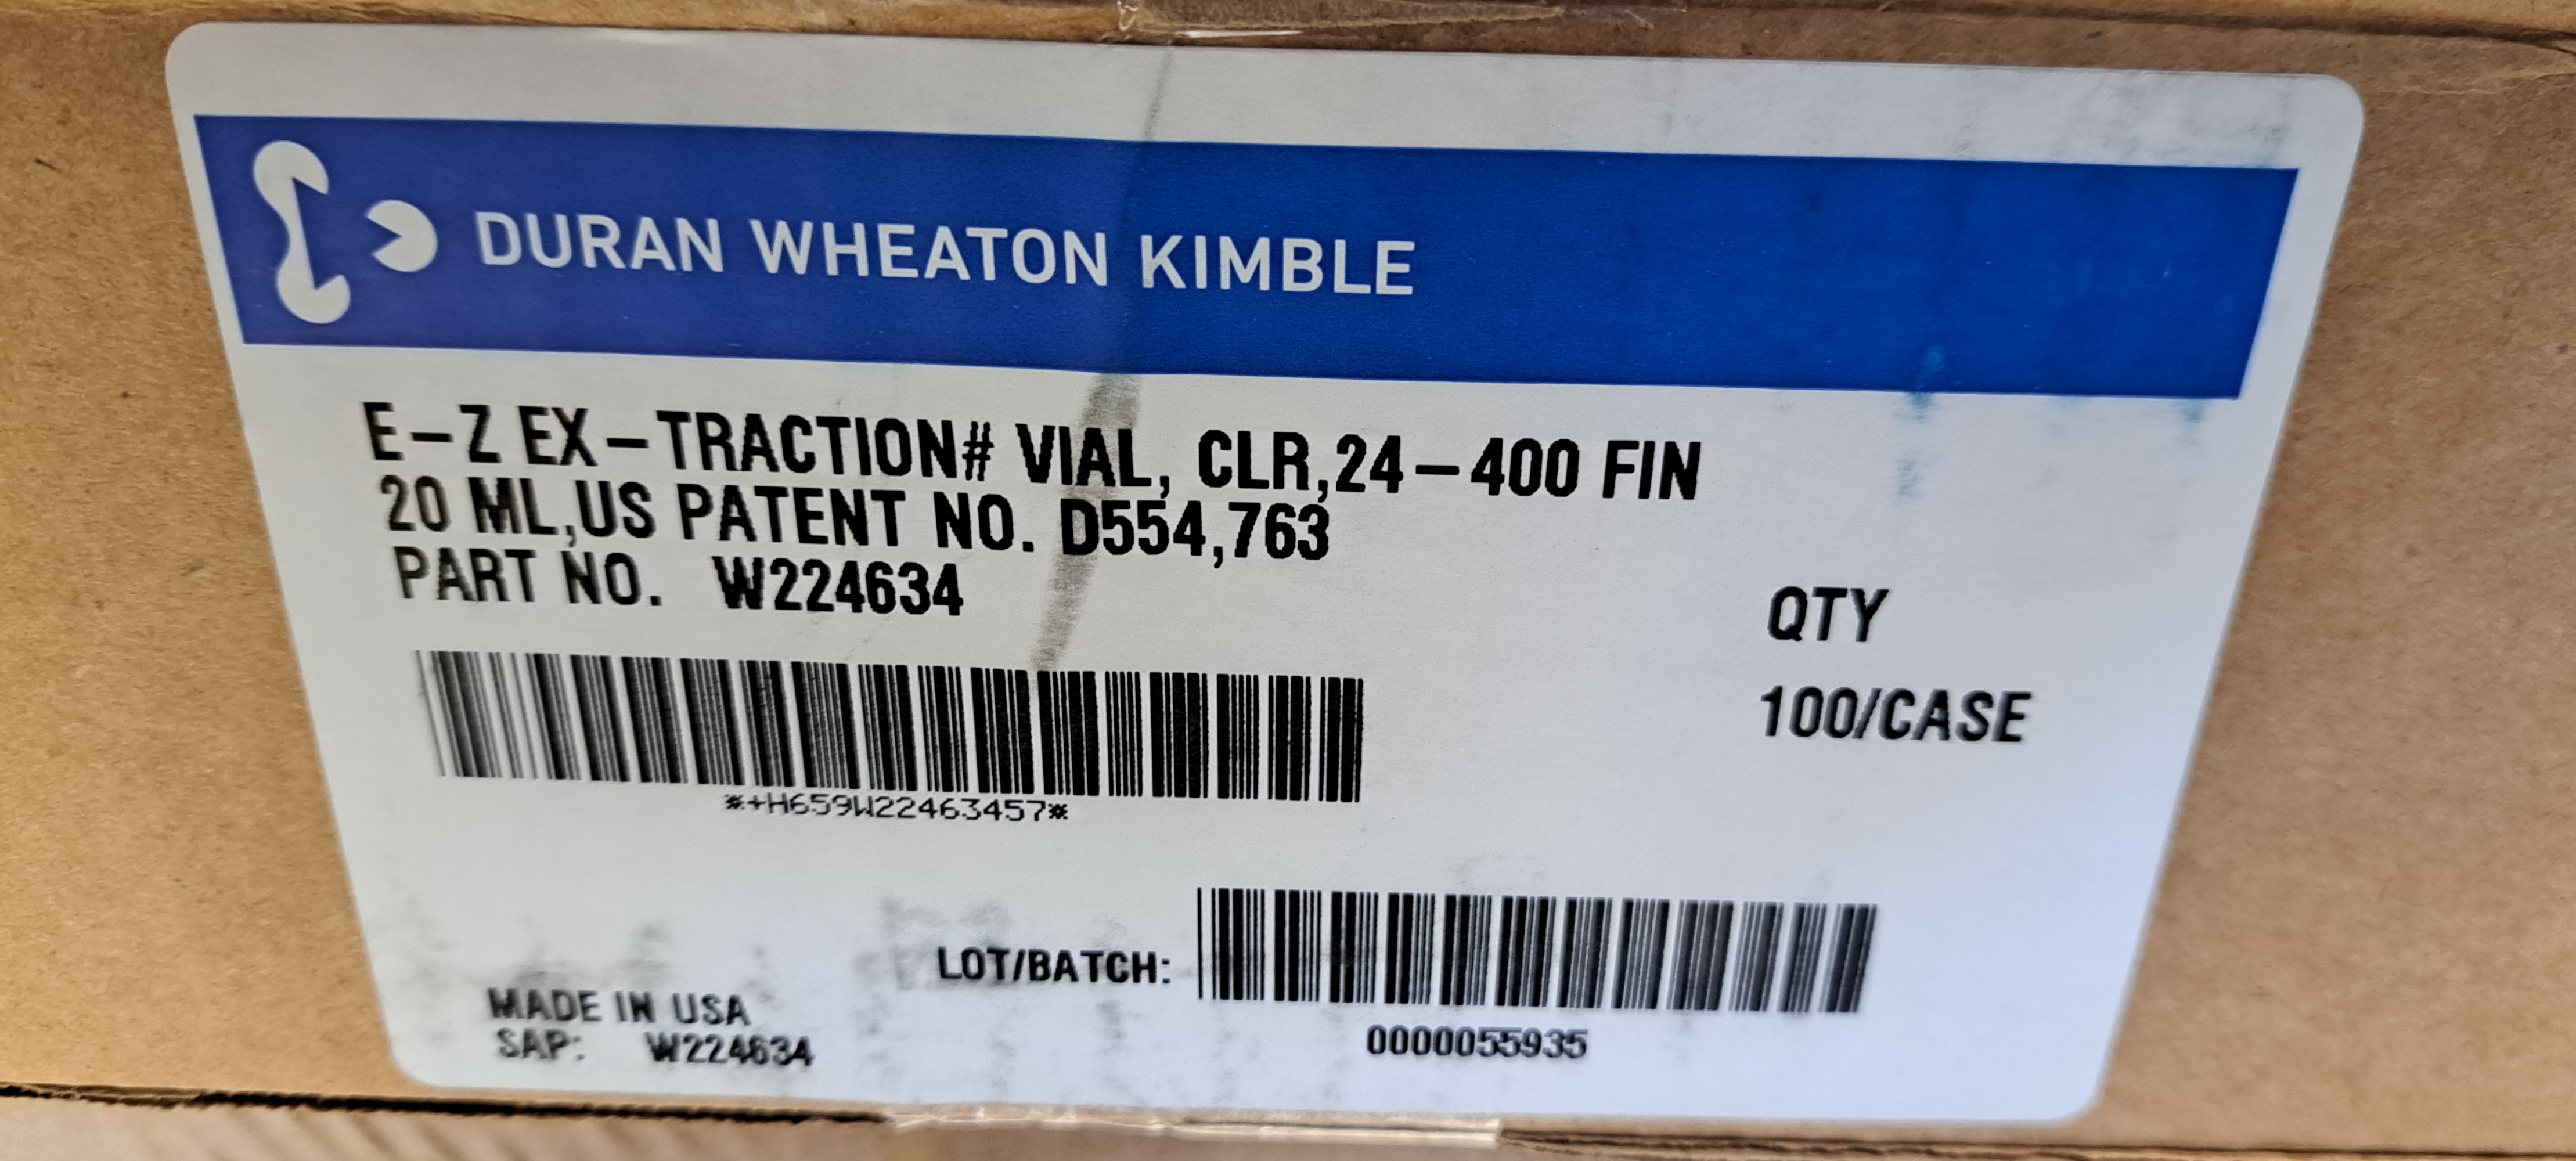 DURAN WHEATON KIMBLE
E-Z EX-TRACTION# VIAL, CLR,24-400 FIN
20 ML,US PATENT NO. D554,763
PART NO. W224634
QTY
100/CASE
*+H659W22463457*
LOT/BATCH:
0000055935
MADE IN USA
SAP: W224634